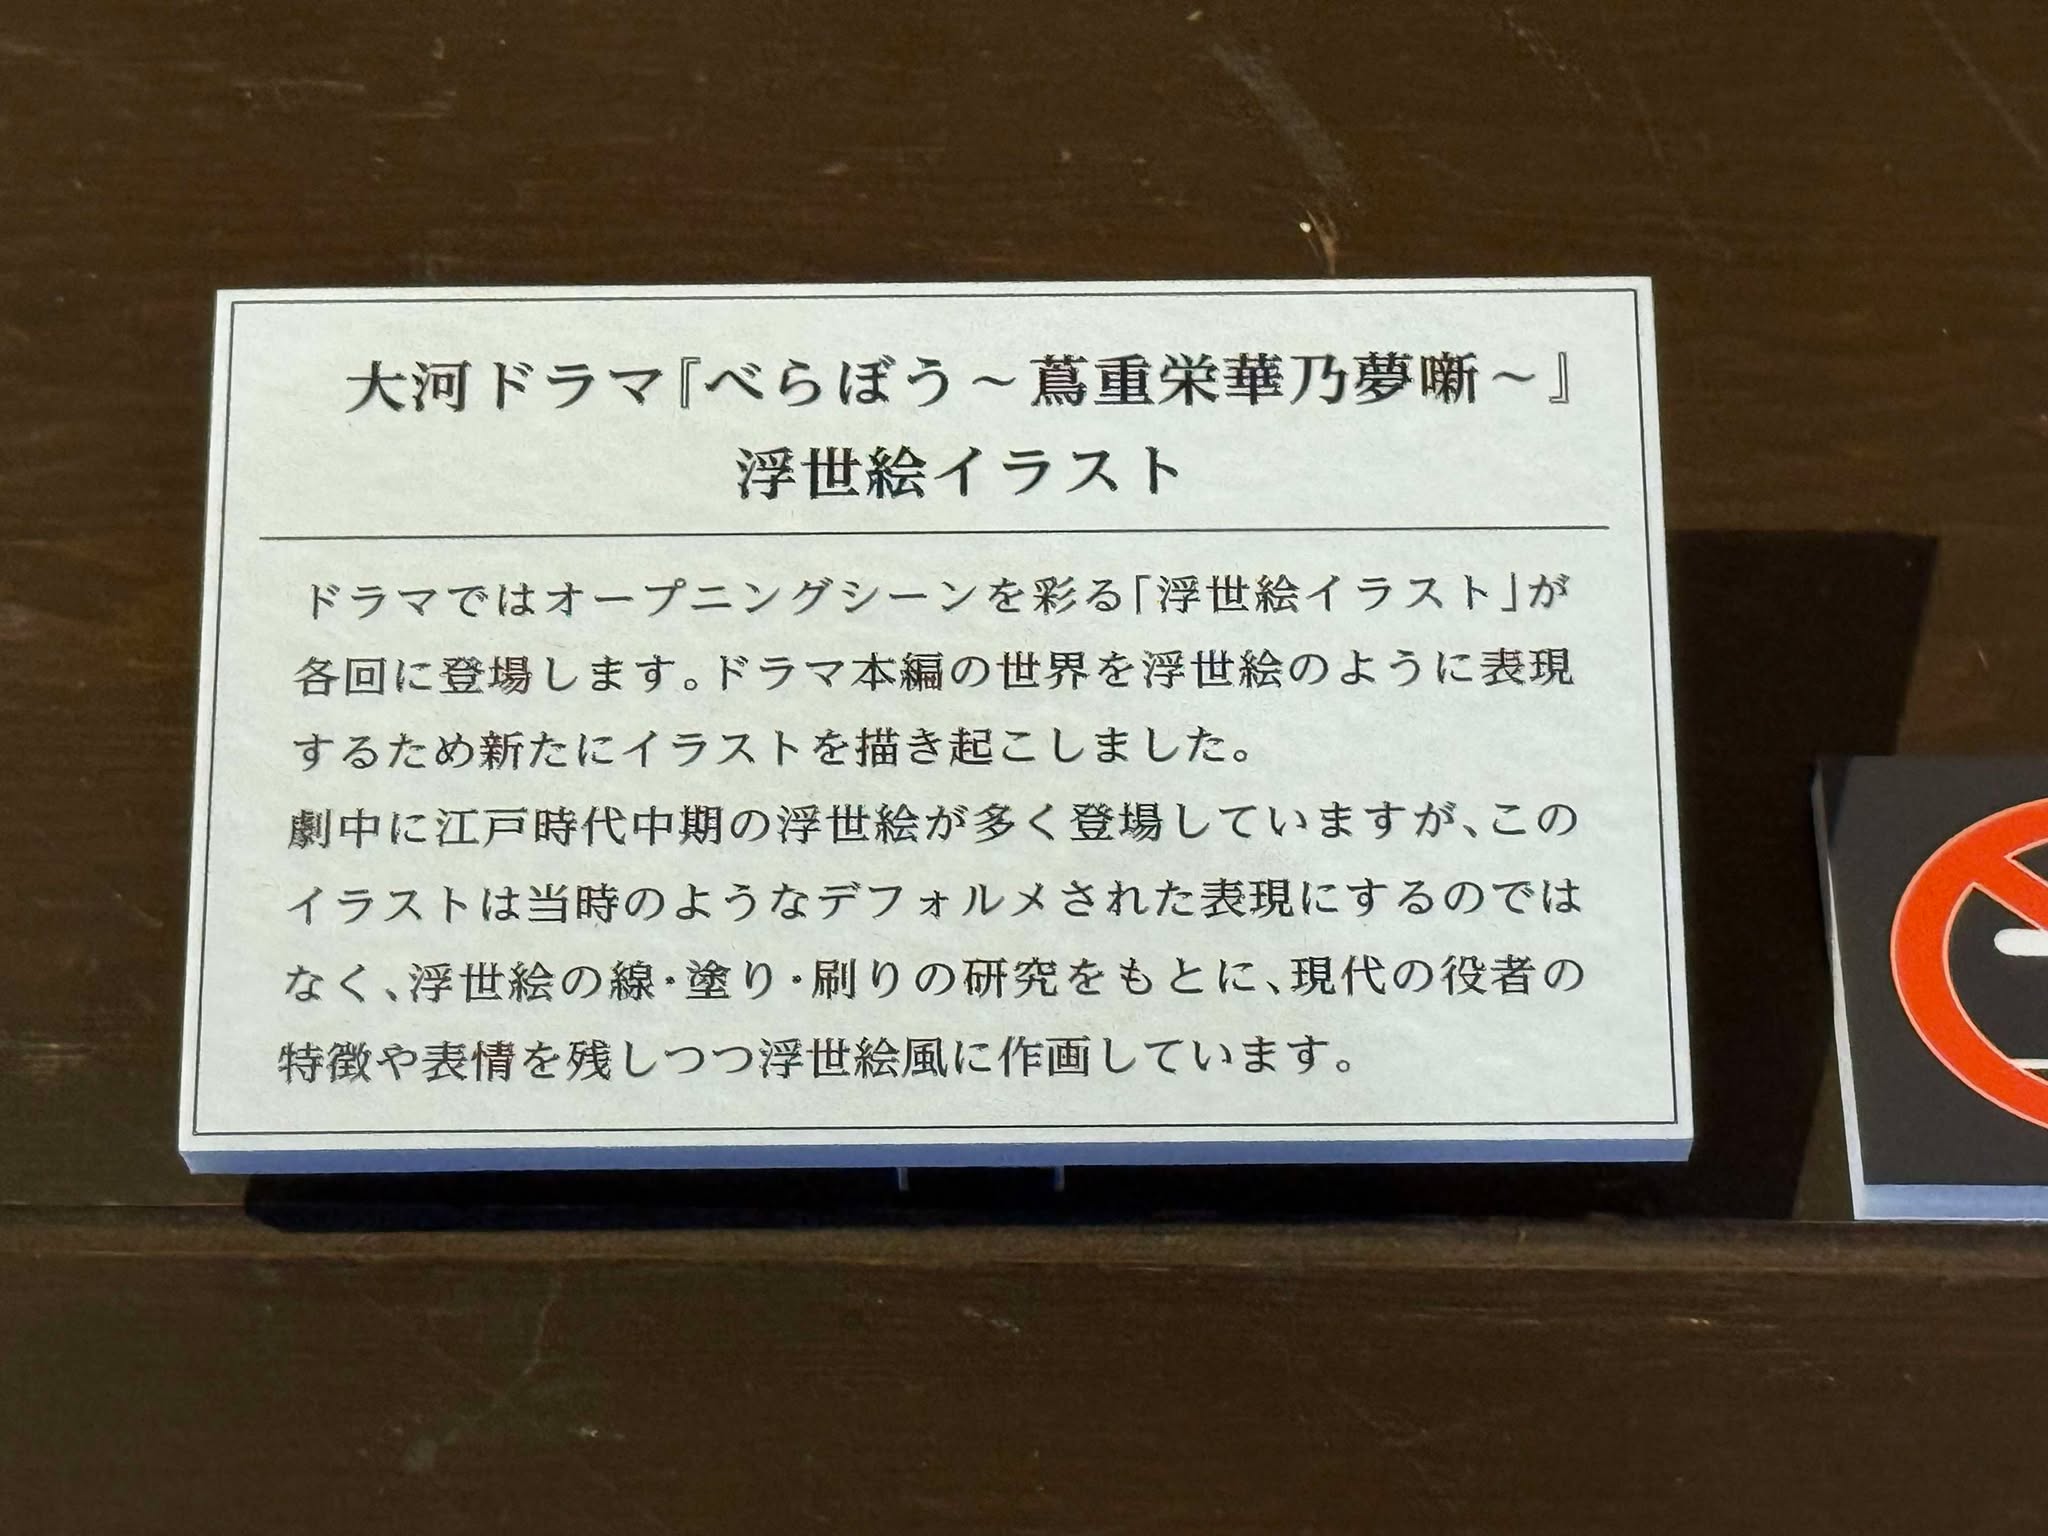 大河ドラマ『べらぼう～蔦重栄華乃夢噺～』
浮世絵イラスト
ドラマではオープニングシーンを彩る「浮世絵イラスト」が
各回に登場します。ドラマ本編の世界を浮世絵のように表現
するため新たにイラストを描き起こしました。
劇中に江戸時代中期の浮世絵が多く登場していますが、この
イラストは当時のようなデフォルメされた表現にするのでは
なく、浮世絵の線・塗り・刷りの研究をもとに、現代の役者の
特徴や表情を残しつつ浮世絵風に作画しています。